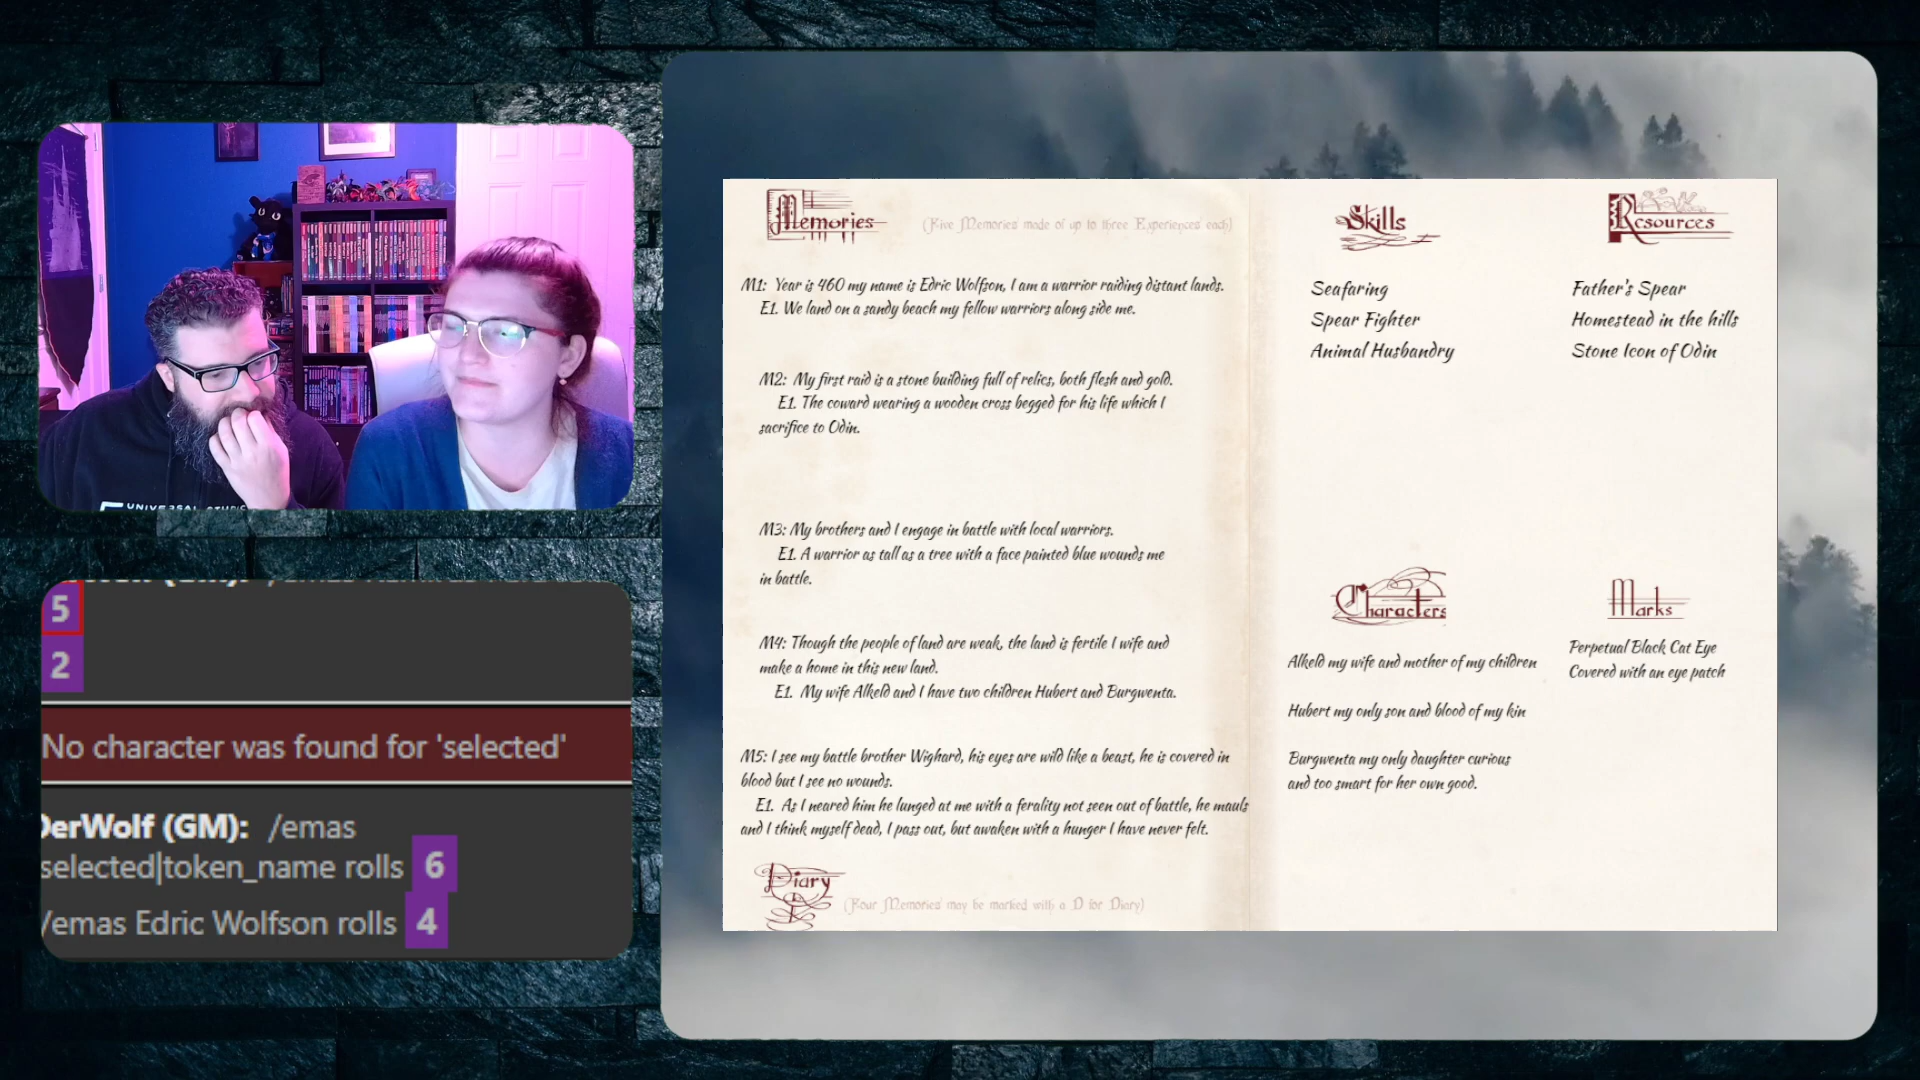 UNIVERSAL STUDIO
5
2
No character was found for 'selected'
DerWolf (GM): /emas
selected|token_name rolls 6
/emas Edric Wolfson rolls 4
Memories
(Five Memories made of up to three Experiences each)
M1: Year is 460 my name is Edric Wolfson, I am a warrior raiding distant lands.
E1. We land on a sandy beach my fellow warriors along side me.
M2: My first raid is a stone building full of relics, both flesh and gold.
E1. The coward wearing a wooden cross begged for his life which I
sacrifice to Odin.
M3: My brothers and I engage in battle with local warriors.
E1. A warrior as tall as a tree with a face painted blue wounds me
in battle.
M4: Though the people of land are weak, the land is fertile I wife and
make a home in this new land.
E1. My wife Alkeld and I have two children Hubert and Burgwenta.
M5: I see my battle brother Wighard, his eyes are wild like a beast, he is covered in
blood but I see no wounds.
E1. As I neared him he lunged at me with a ferality not seen out of battle, he mauls
and I think myself dead, I pass out, but awaken with a hunger I have never felt.
Diary
(Four Memories may be marked with a D for Diary)
Skills
Seafaring
Spear Fighter
Animal Husbandry
Resources
Father's Spear
Homestead in the hills
Stone Icon of Odin
Characters
Alkeld my wife and mother of my children
Hubert my only son and blood of my kin
Burgwenta my only daughter curious
and too smart for her own good.
Marks
Perpetual Black Cat Eye
Covered with an eye patch